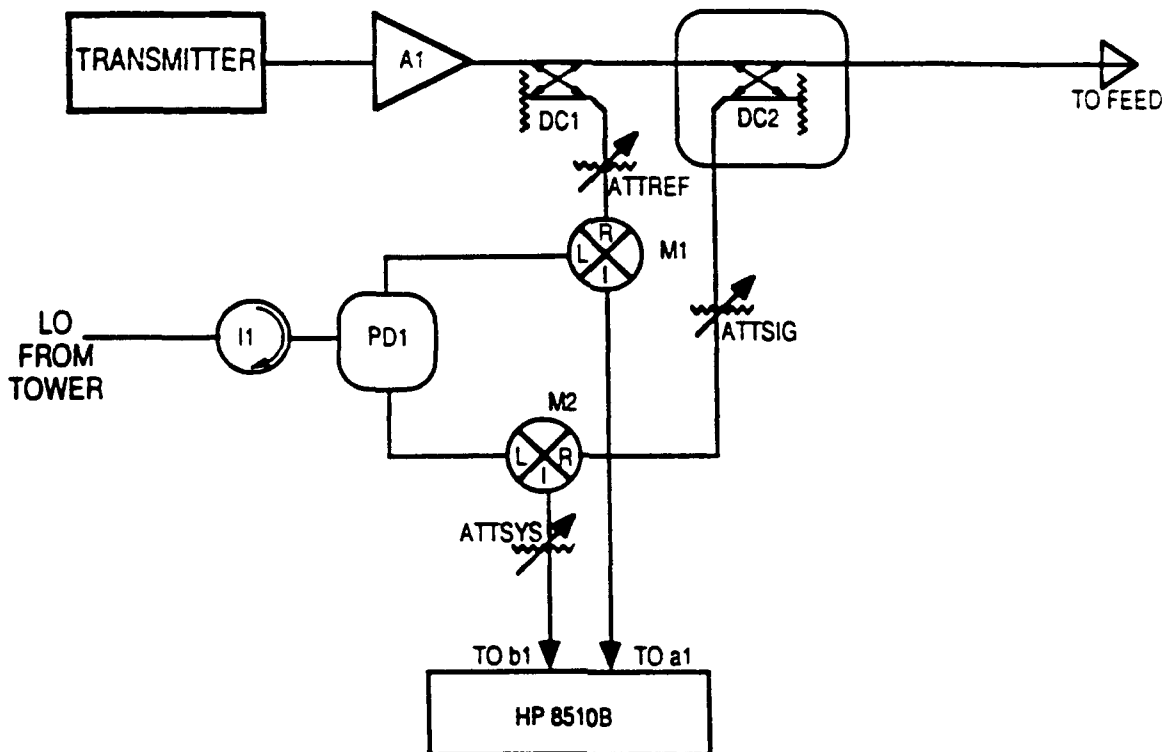 TRANSMITTER
A1
TO FEED
DC1
DC2
ATTREF
R
L
I
M1
ATTSIG
LO
FROM
TOWER
I1
PD1
M2
L
R
I
ATTSYS
TO b1
TO a1
HP 8510B